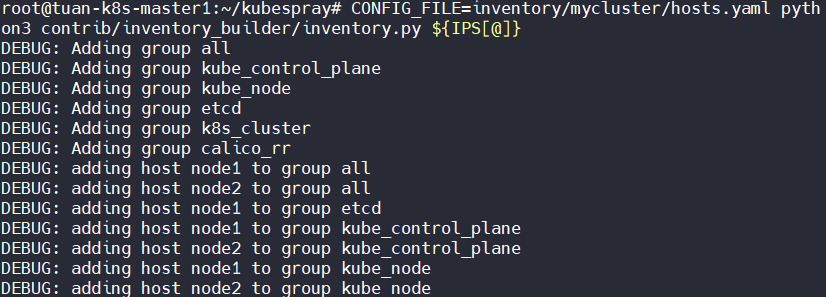 root@tuan-k8s-master1:~/kubespray# CONFIG_FILE=inventory/mycluster/hosts.yaml pyth
on3 contrib/inventory_builder/inventory.py ${IPS[@]}
DEBUG: Adding group all
DEBUG: Adding group kube_control_plane
DEBUG: Adding group kube_node
DEBUG: Adding group etcd
DEBUG: Adding group k8s_cluster
DEBUG: Adding group calico_rr
DEBUG: adding host node1 to group all
DEBUG: adding host node2 to group all
DEBUG: adding host node1 to group etcd
DEBUG: adding host node1 to group kube_control_plane
DEBUG: adding host node2 to group kube_control_plane
DEBUG: adding host node1 to group kube_node
DEBUG: adding host node2 to group kube_node